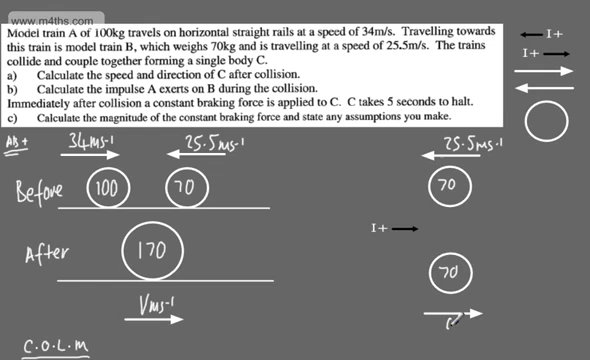 www.m4ths.com
Model train A of 100kg travels on horizontal straight rails at a speed of 34m/s. Travelling towards
this train is model train B, which weighs 70kg and is travelling at a speed of 25.5m/s. The trains
collide and couple together forming a single body C.
a) Calculate the speed and direction of C after collision.
b) Calculate the impulse A exerts on B during the collision.
Immediately after collision a constant braking force is applied to C. C takes 5 seconds to halt.
c) Calculate the magnitude of the constant braking force and state any assumptions you make.
I+
I+
AB+ 34ms-1 25.5ms-1 25.5ms-1
Before 100 70 70
I+
After 170 70
Vms-1
C.O.L.M